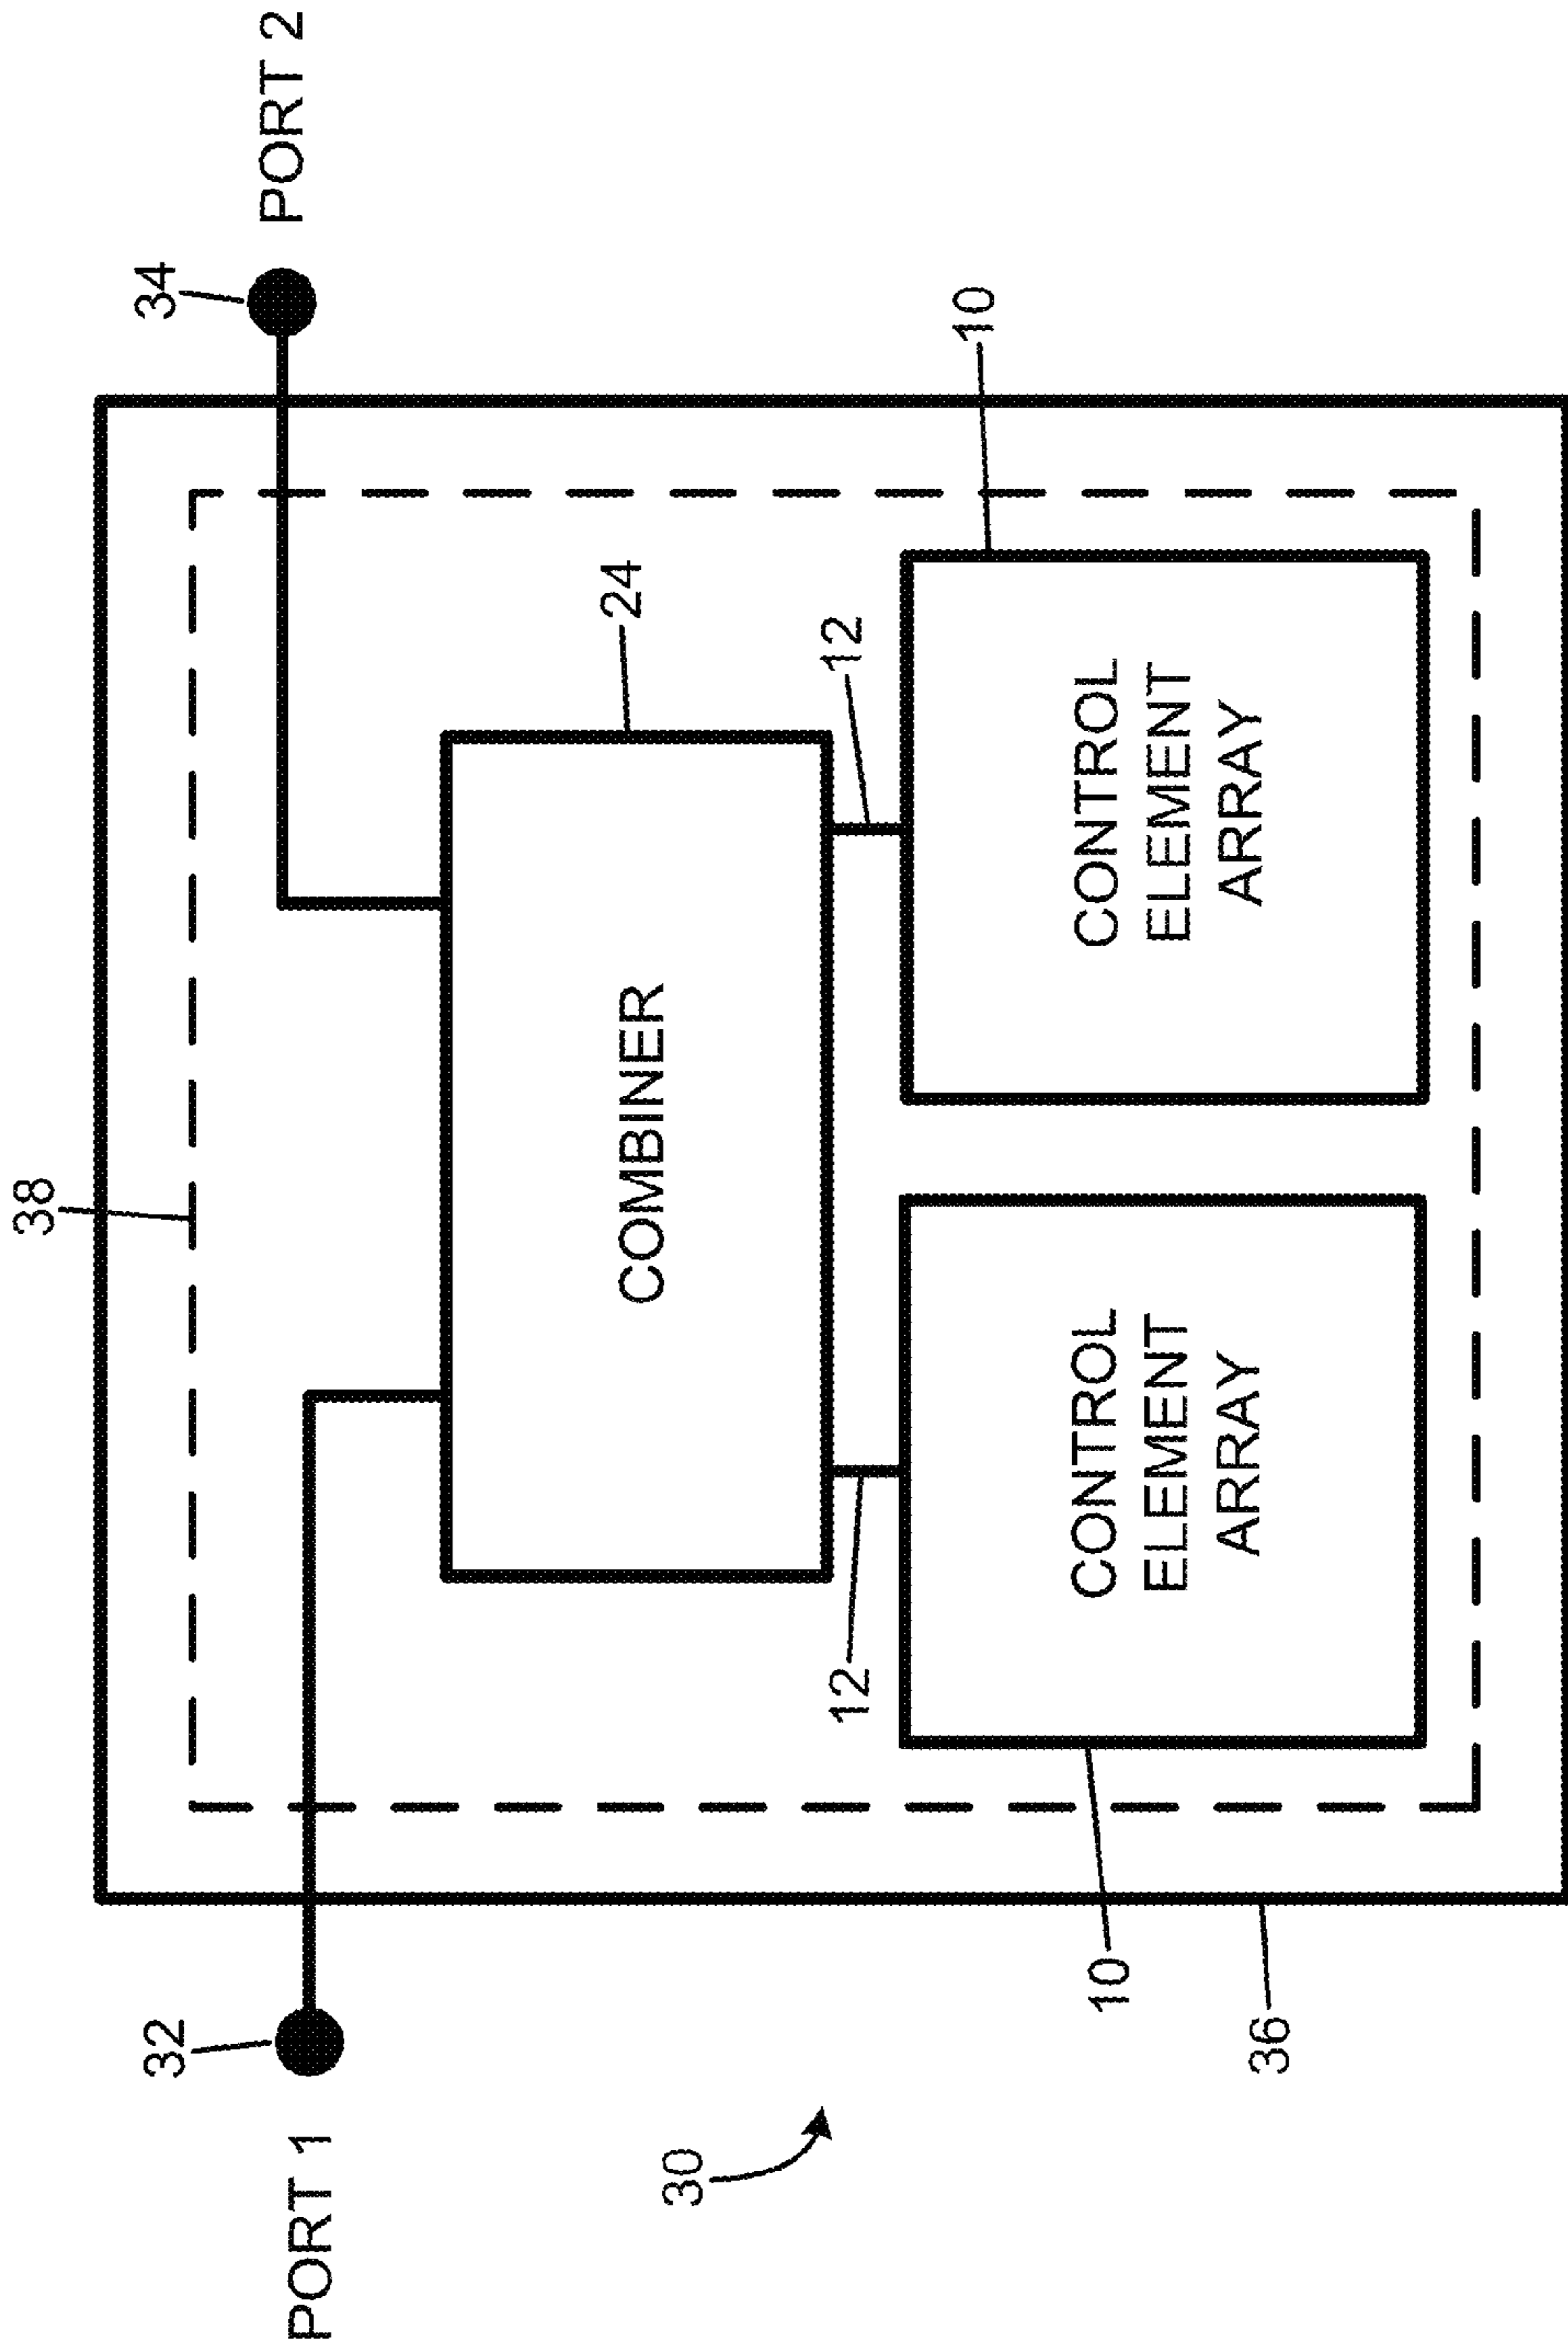 38
34
PORT 2
32
PORT 1
24
COMBINER
12
12
10
30
CONTROL
ELEMENT
ARRAY
CONTROL
ELEMENT
ARRAY
10
36